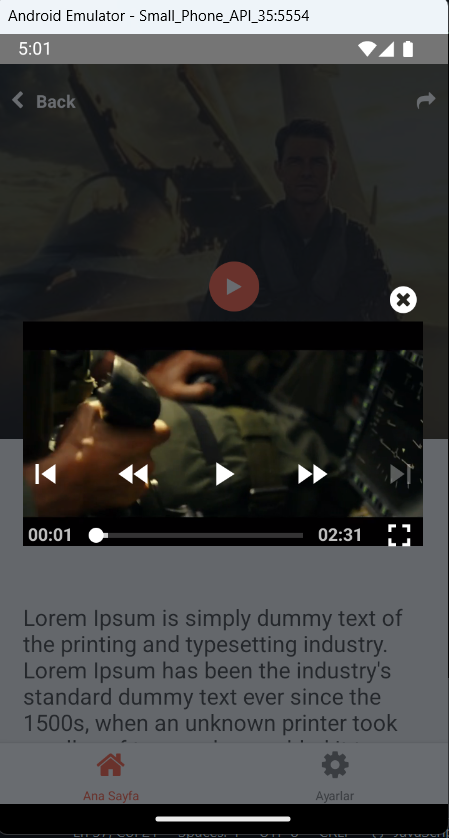 Android Emulator - Small_Phone_API_35:5554
5:01
Back
00:01
02:31
Lorem Ipsum is simply dummy text of
the printing and typesetting industry.
Lorem Ipsum has been the industry's
standard dummy text ever since the
1500s, when an unknown printer took
Ana Sayfa
Ayarlar